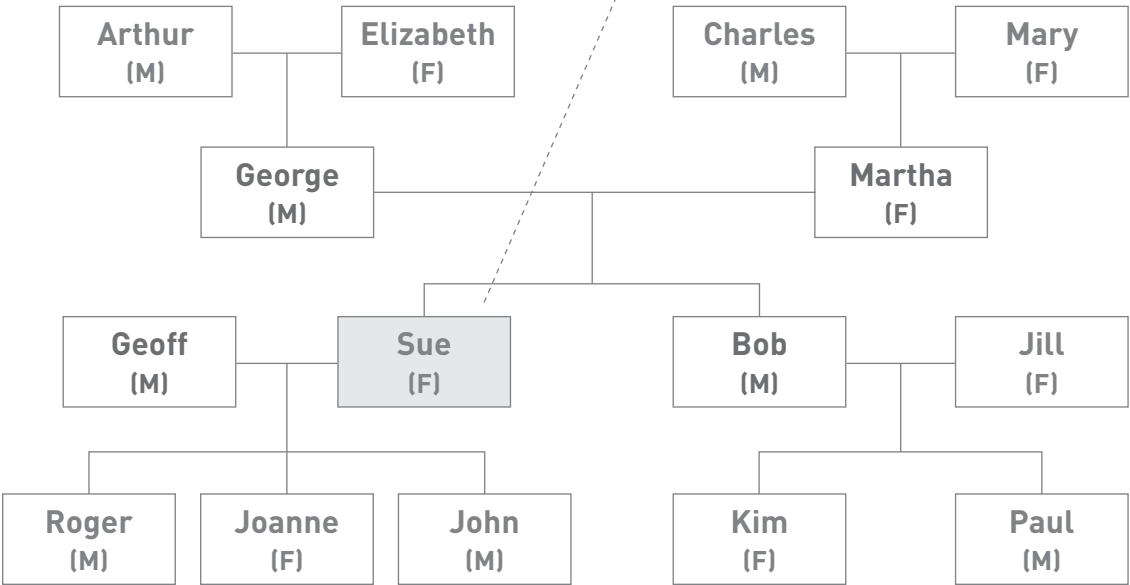 Arthur
(M)
Elizabeth
(F)
Charles
(M)
Mary
(F)
George
(M)
Martha
(F)
Geoff
(M)
Sue
(F)
Bob
(M)
Jill
(F)
Roger
(M)
Joanne
(F)
John
(M)
Kim
(F)
Paul
(M)